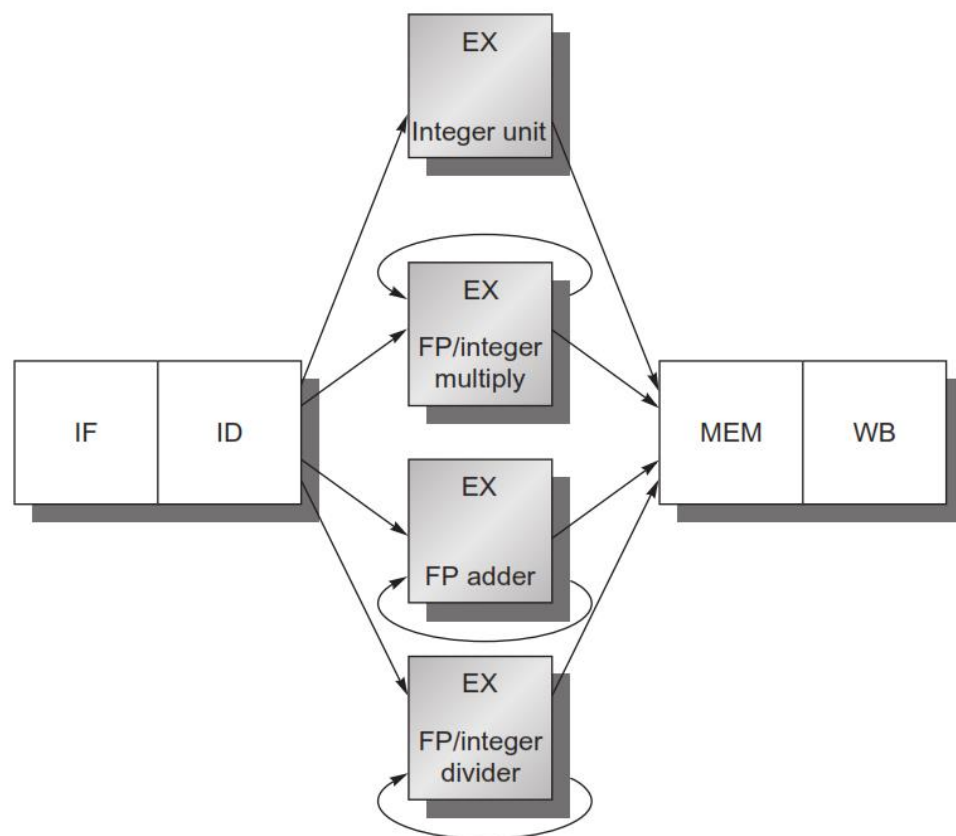 EX
Integer unit
EX
FP/integer
multiply
IF
ID
MEM
WB
EX
FP adder
EX
FP/integer
divider